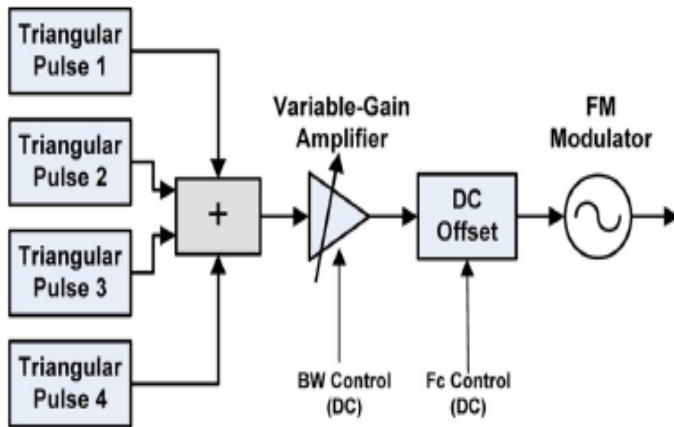 Triangular
Pulse 1
Triangular
Pulse 2
Triangular
Pulse 3
Triangular
Pulse 4
+
Variable-Gain
Amplifier
BW Control
(DC)
DC
Offset
Fc Control
(DC)
FM
Modulator